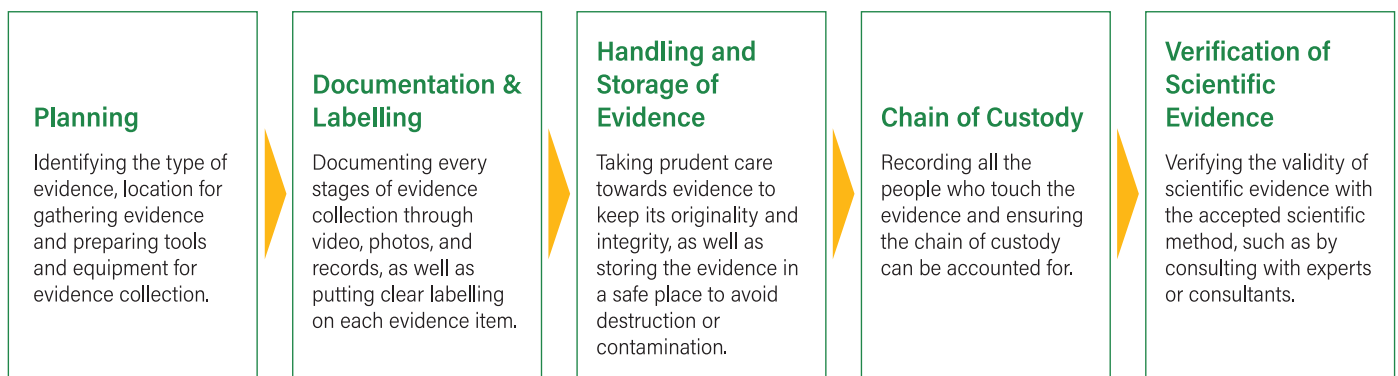 Planning
Identifying the type of
evidence, location for
gathering evidence
and preparing tools
and equipment for
evidence collection.
Documentation &
Labelling
Documenting every
stages of evidence
collection through
video, photos, and
records, as well as
putting clear labelling
on each evidence item.
Handling and
Storage of
Evidence
Taking prudent care
towards evidence to
keep its originality and
integrity, as well as
storing the evidence in
a safe place to avoid
destruction or
contamination.
Chain of Custody
Recording all the
people who touch the
evidence and ensuring
the chain of custody
can be accounted for.
Verification of
Scientific
Evidence
Verifying the validity of
scientific evidence with
the accepted scientific
method, such as by
consulting with experts
or consultants.